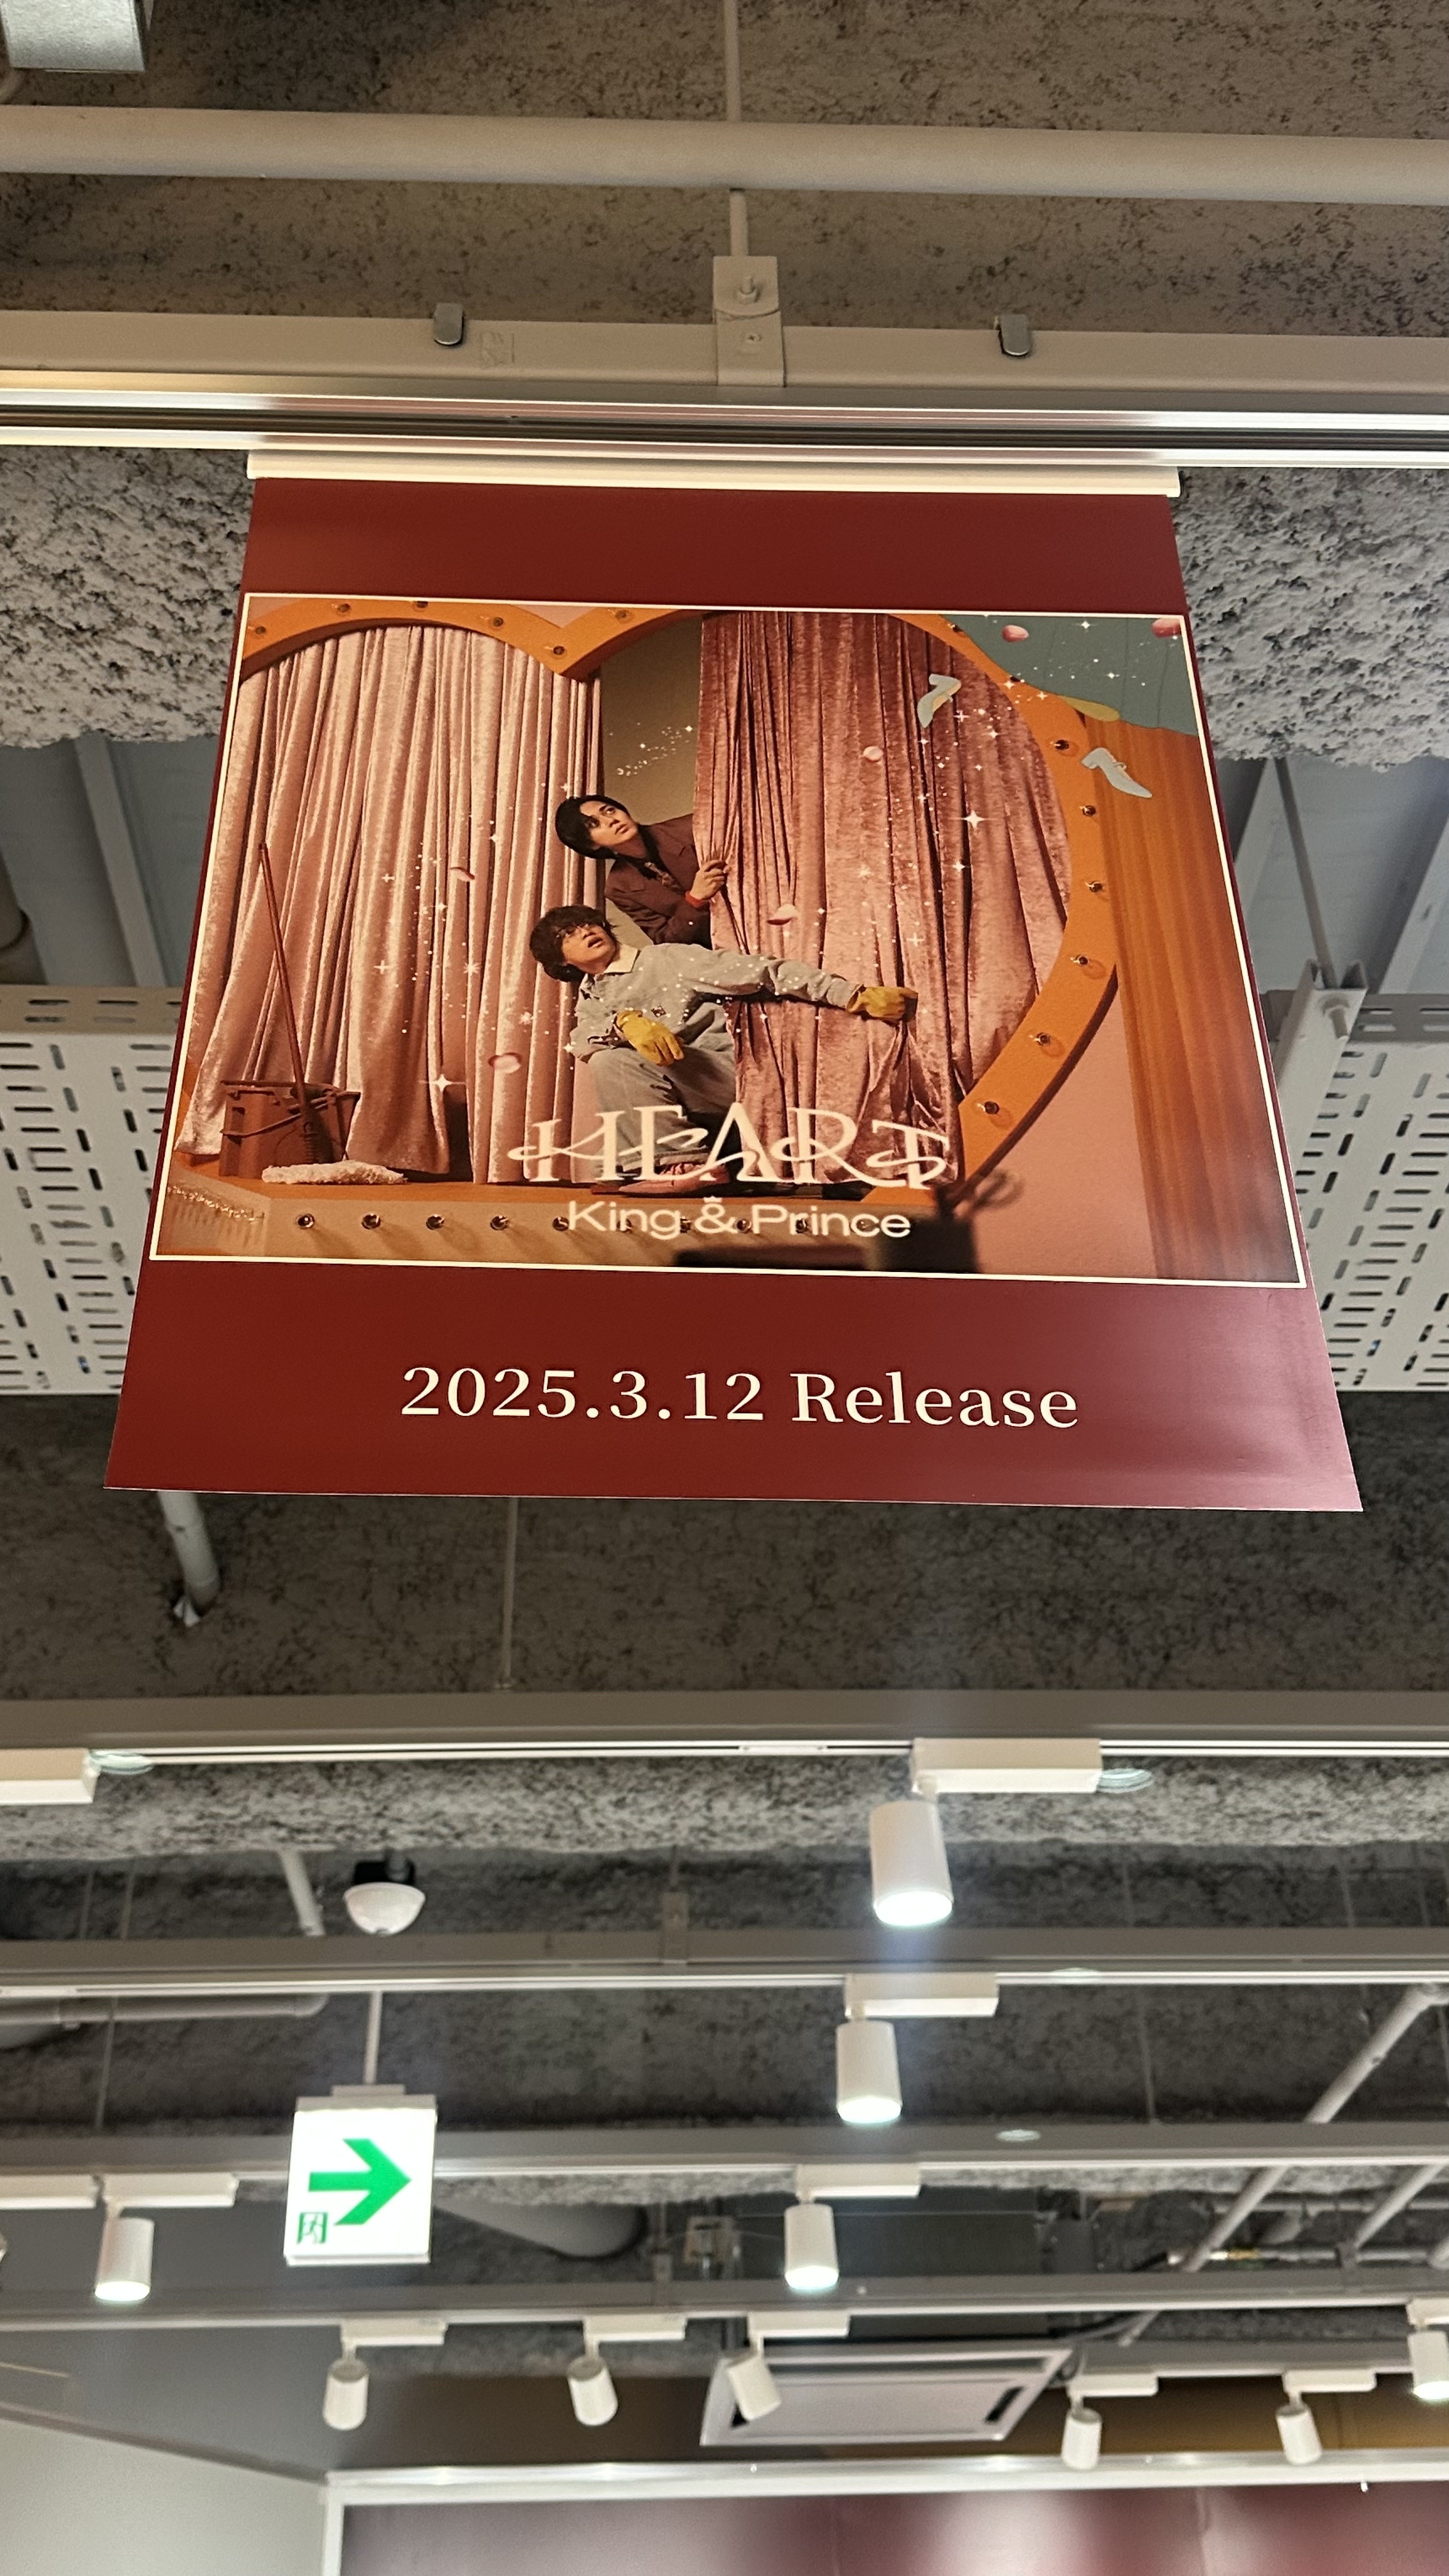 HEART
King & Prince
2025.3.12 Release